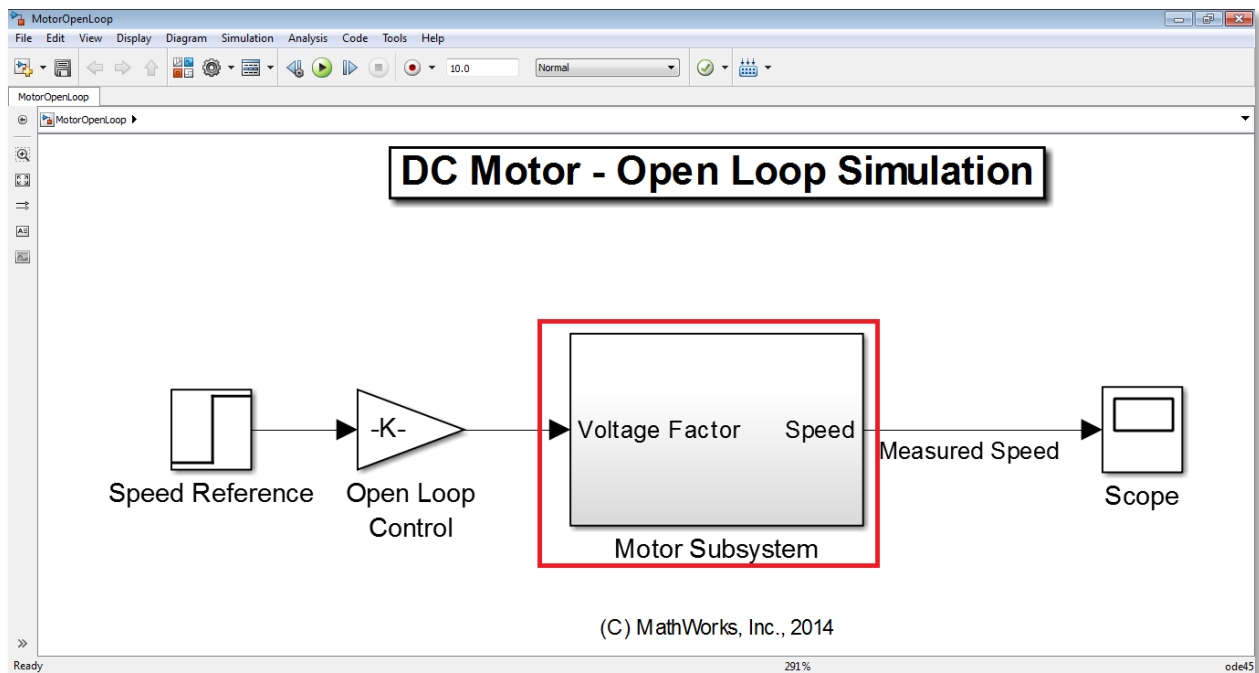 MotorOpenLoop
File Edit View Display Diagram Simulation Analysis Code Tools Help
10.0 Normal
MotorOpenLoop
MotorOpenLoop
DC Motor - Open Loop Simulation
-K- Voltage Factor Speed
Measured Speed
Speed Reference Open Loop Scope
Control
Motor Subsystem
(C) MathWorks, Inc., 2014
Ready 291% ode45